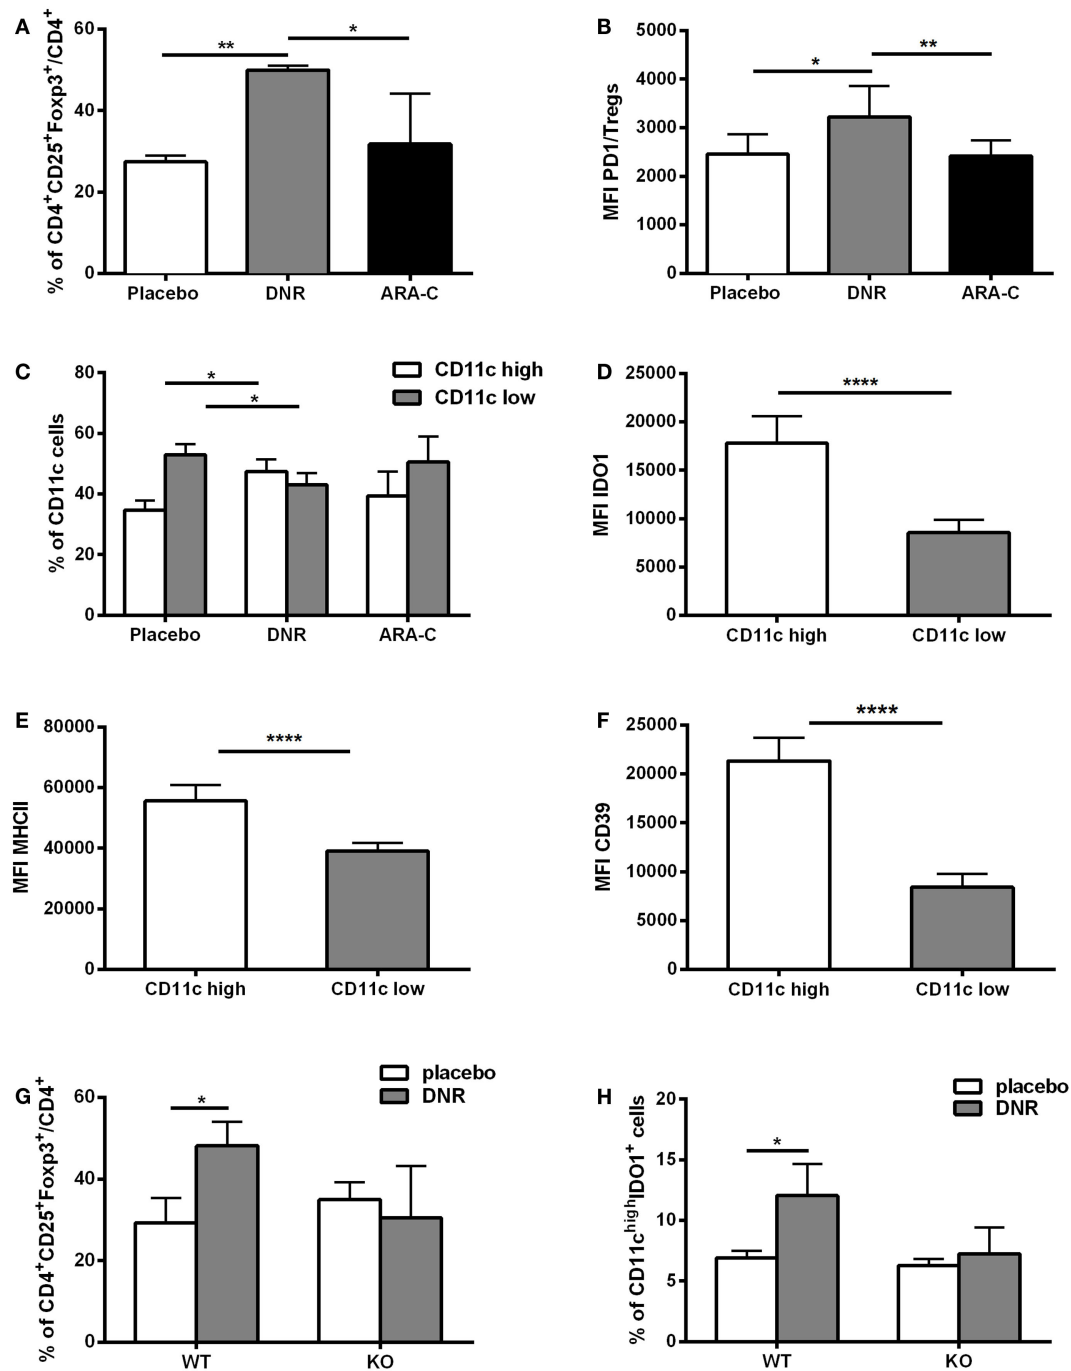 A
% of CD4+CD25+Foxp3+/CD4+
60
40
20
0
**
*
Placebo
DNR
ARA-C
B
MFI PD1/Tregs
5000
4000
3000
2000
1000
0
*
**
Placebo
DNR
ARA-C
C
% of CD11c cells
80
60
40
20
0
*
*
CD11c high
CD11c low
Placebo
DNR
ARA-C
D
MFI IDO1
25000
20000
15000
10000
5000
0
****
CD11c high
CD11c low
E
MFI MHCII
80000
60000
40000
20000
0
****
CD11c high
CD11c low
F
MFI CD39
25000
20000
15000
10000
5000
0
****
CD11c high
CD11c low
G
% of CD4+CD25+Foxp3+/CD4+
60
40
20
0
*
placebo
DNR
WT
KO
H
% of CD11chighIDO1+ cells
20
15
10
5
0
*
placebo
DNR
WT
KO